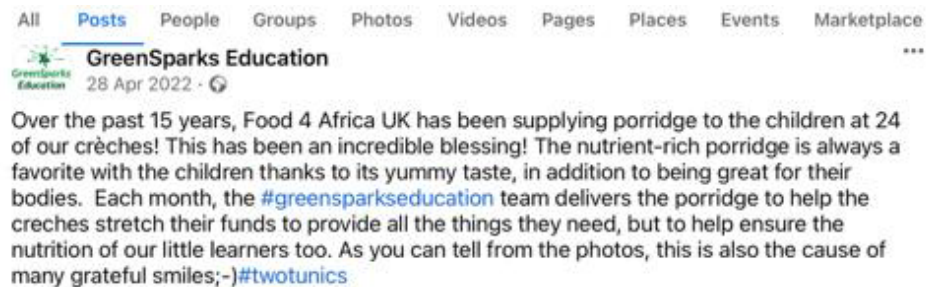 All Posts People Groups Photos Videos Pages Places Events Marketplace
GreenSparks Education
GreenSparks
Education
28 Apr 2022 ·
Over the past 15 years, Food 4 Africa UK has been supplying porridge to the children at 24
of our crèches! This has been an incredible blessing! The nutrient-rich porridge is always a
favorite with the children thanks to its yummy taste, in addition to being great for their
bodies.  Each month, the #greensparkseducation team delivers the porridge to help the
creches stretch their funds to provide all the things they need, but to help ensure the
nutrition of our little learners too. As you can tell from the photos, this is also the cause of
many grateful smiles;-)#twotunics